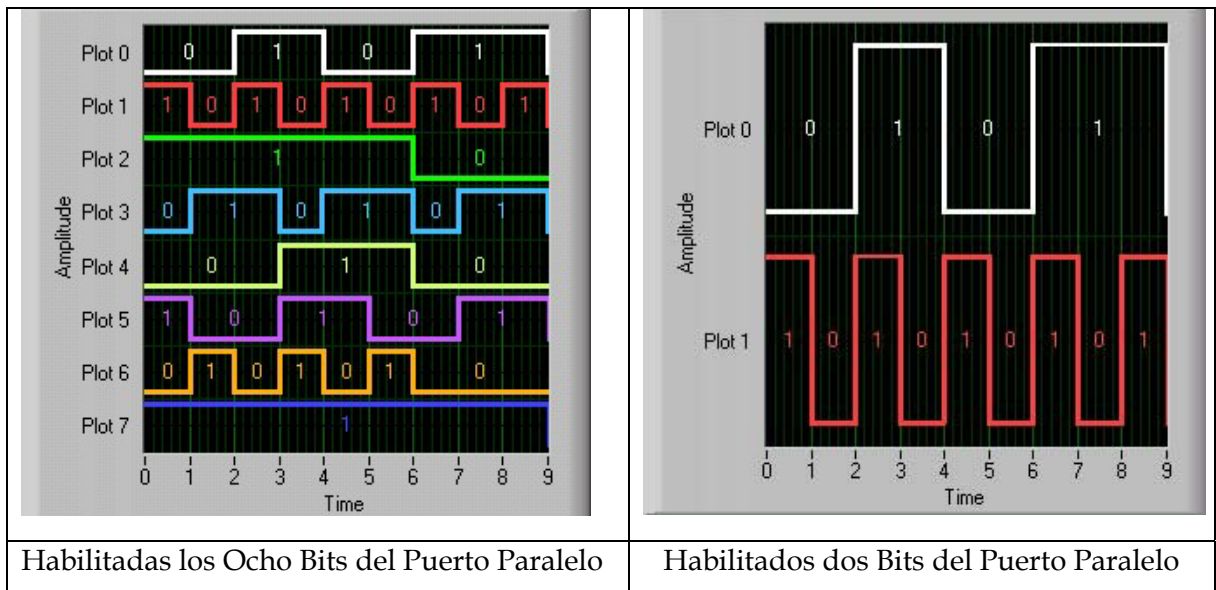 Plot 0 0 1 0 1
Plot 1 1 0 1 0 1 0 1 0 1
Plot 2 1 0
Plot 3 0 1 0 1 0 1
Plot 4 0 1 0
Plot 5 1 0 1 0 1
Plot 6 0 1 0 1 0 1 0
Plot 7 1
Amplitude
0 1 2 3 4 5 6 7 8 9
Time
Plot 0 0 1 0 1
Plot 1 1 0 1 0 1 0 1 0 1
Amplitude
0 1 2 3 4 5 6 7 8 9
Time
Habilitadas los Ocho Bits del Puerto Paralelo
Habilitados dos Bits del Puerto Paralelo